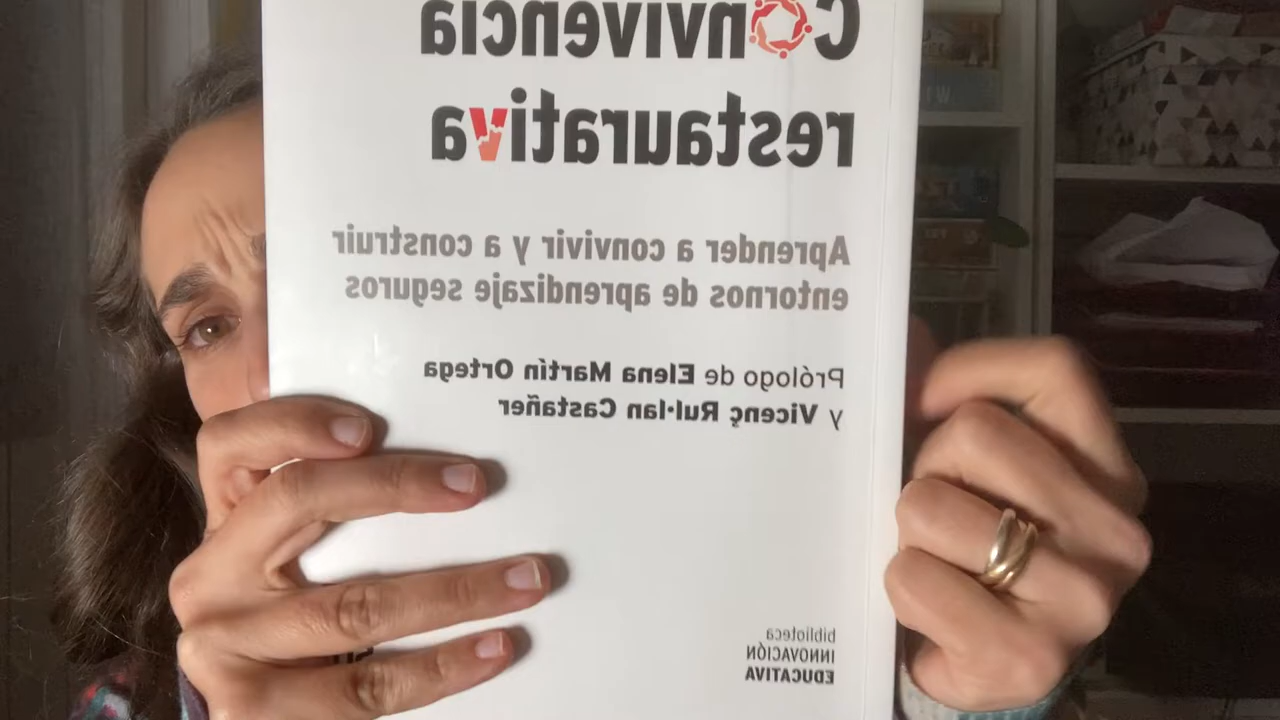 Convivencia
restaurativa
Aprender a convivir y a construir
entornos de aprendizaje seguros
Prólogo de Elena Martín Ortega
y Vicenç Rul·lan Castañer
biblioteca
INNOVACIÓN
EDUCATIVA